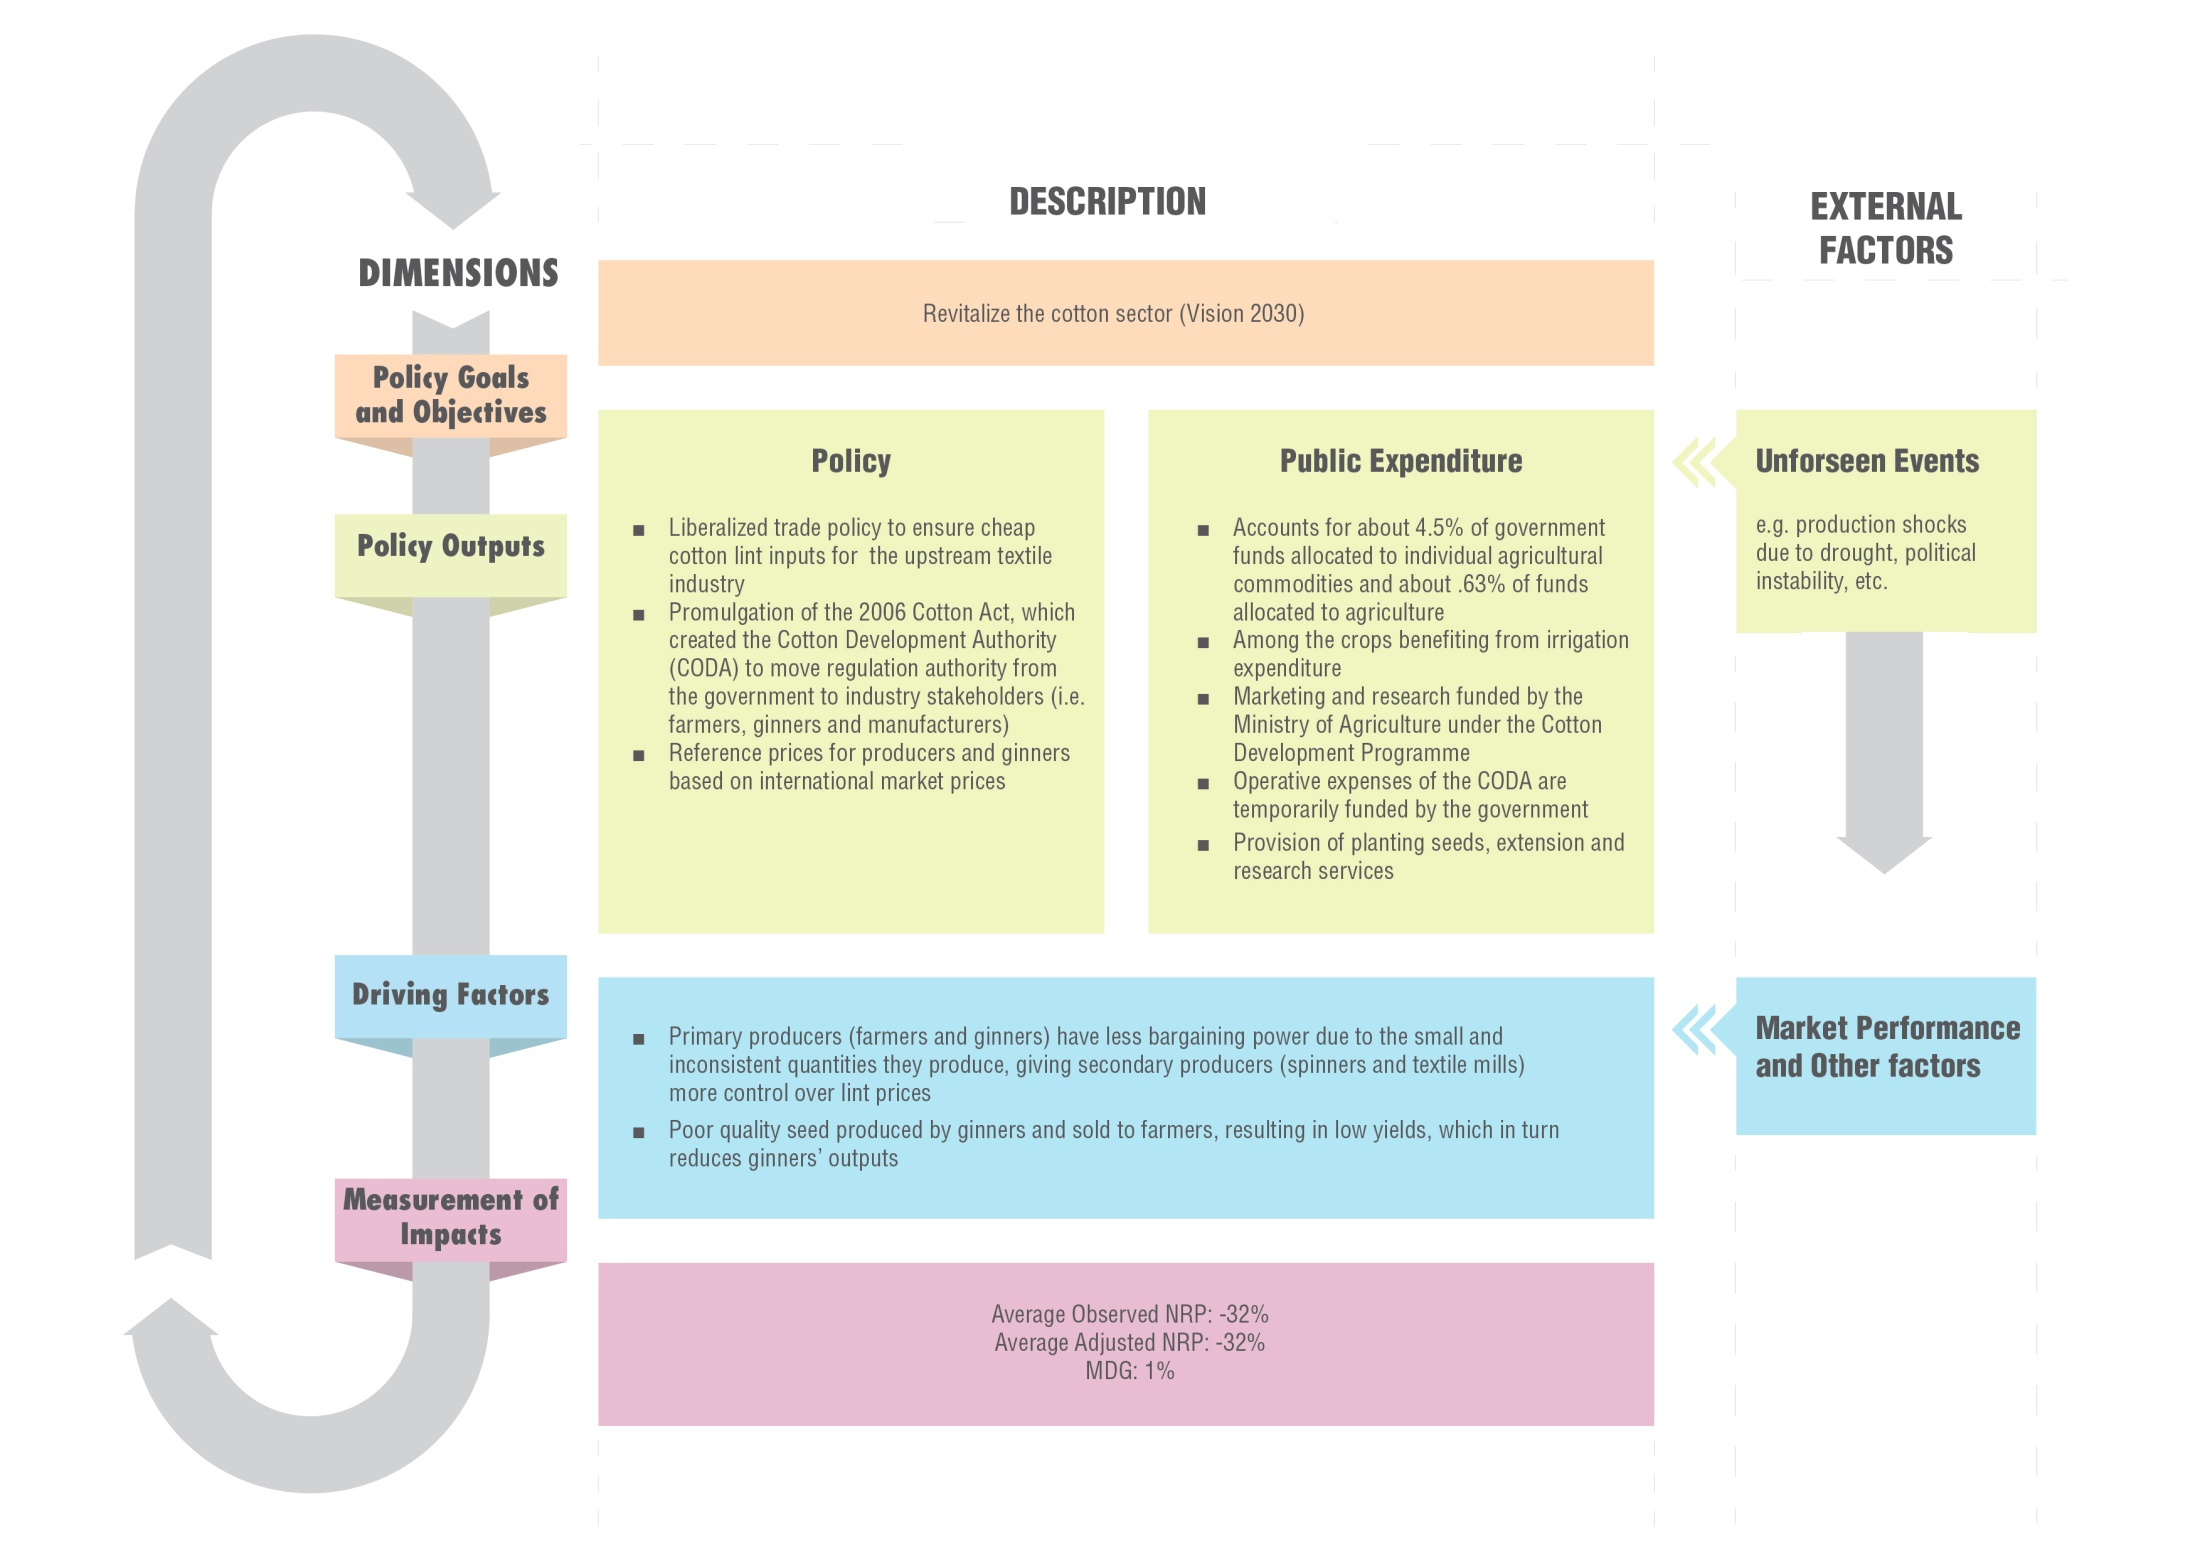 DESCRIPTION
EXTERNAL
FACTORS
DIMENSIONS
Revitalize the cotton sector (Vision 2030)
Policy Goals
and Objectives
Policy Outputs
Policy
■ Liberalized trade policy to ensure cheap
cotton lint inputs for  the upstream textile
industry
■ Promulgation of the 2006 Cotton Act, which
created the Cotton Development Authority
(CODA) to move regulation authority from
the government to industry stakeholders (i.e.
farmers, ginners and manufacturers)
■ Reference prices for producers and ginners
based on international market prices
Public Expenditure
■ Accounts for about 4.5% of government
funds allocated to individual agricultural
commodities and about .63% of funds
allocated to agriculture
■ Among the crops benefiting from irrigation
expenditure
■ Marketing and research funded by the
Ministry of Agriculture under the Cotton
Development Programme
■ Operative expenses of the CODA are
temporarily funded by the government
■ Provision of planting seeds, extension and
research services
Unforseen Events
e.g. production shocks
due to drought, political
instability, etc.
Driving Factors
■ Primary producers (farmers and ginners) have less bargaining power due to the small and
inconsistent quantities they produce, giving secondary producers (spinners and textile mills)
more control over lint prices
■ Poor quality seed produced by ginners and sold to farmers, resulting in low yields, which in turn
reduces ginners’ outputs
Market Performance
and Other factors
Measurement of
Impacts
Average Observed NRP: -32%
Average Adjusted NRP: -32%
MDG: 1%